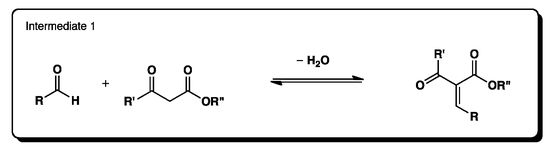 Intermediate 1
O
R H
+
O O
R' OR"
– H₂O
R' O
O OR"
R